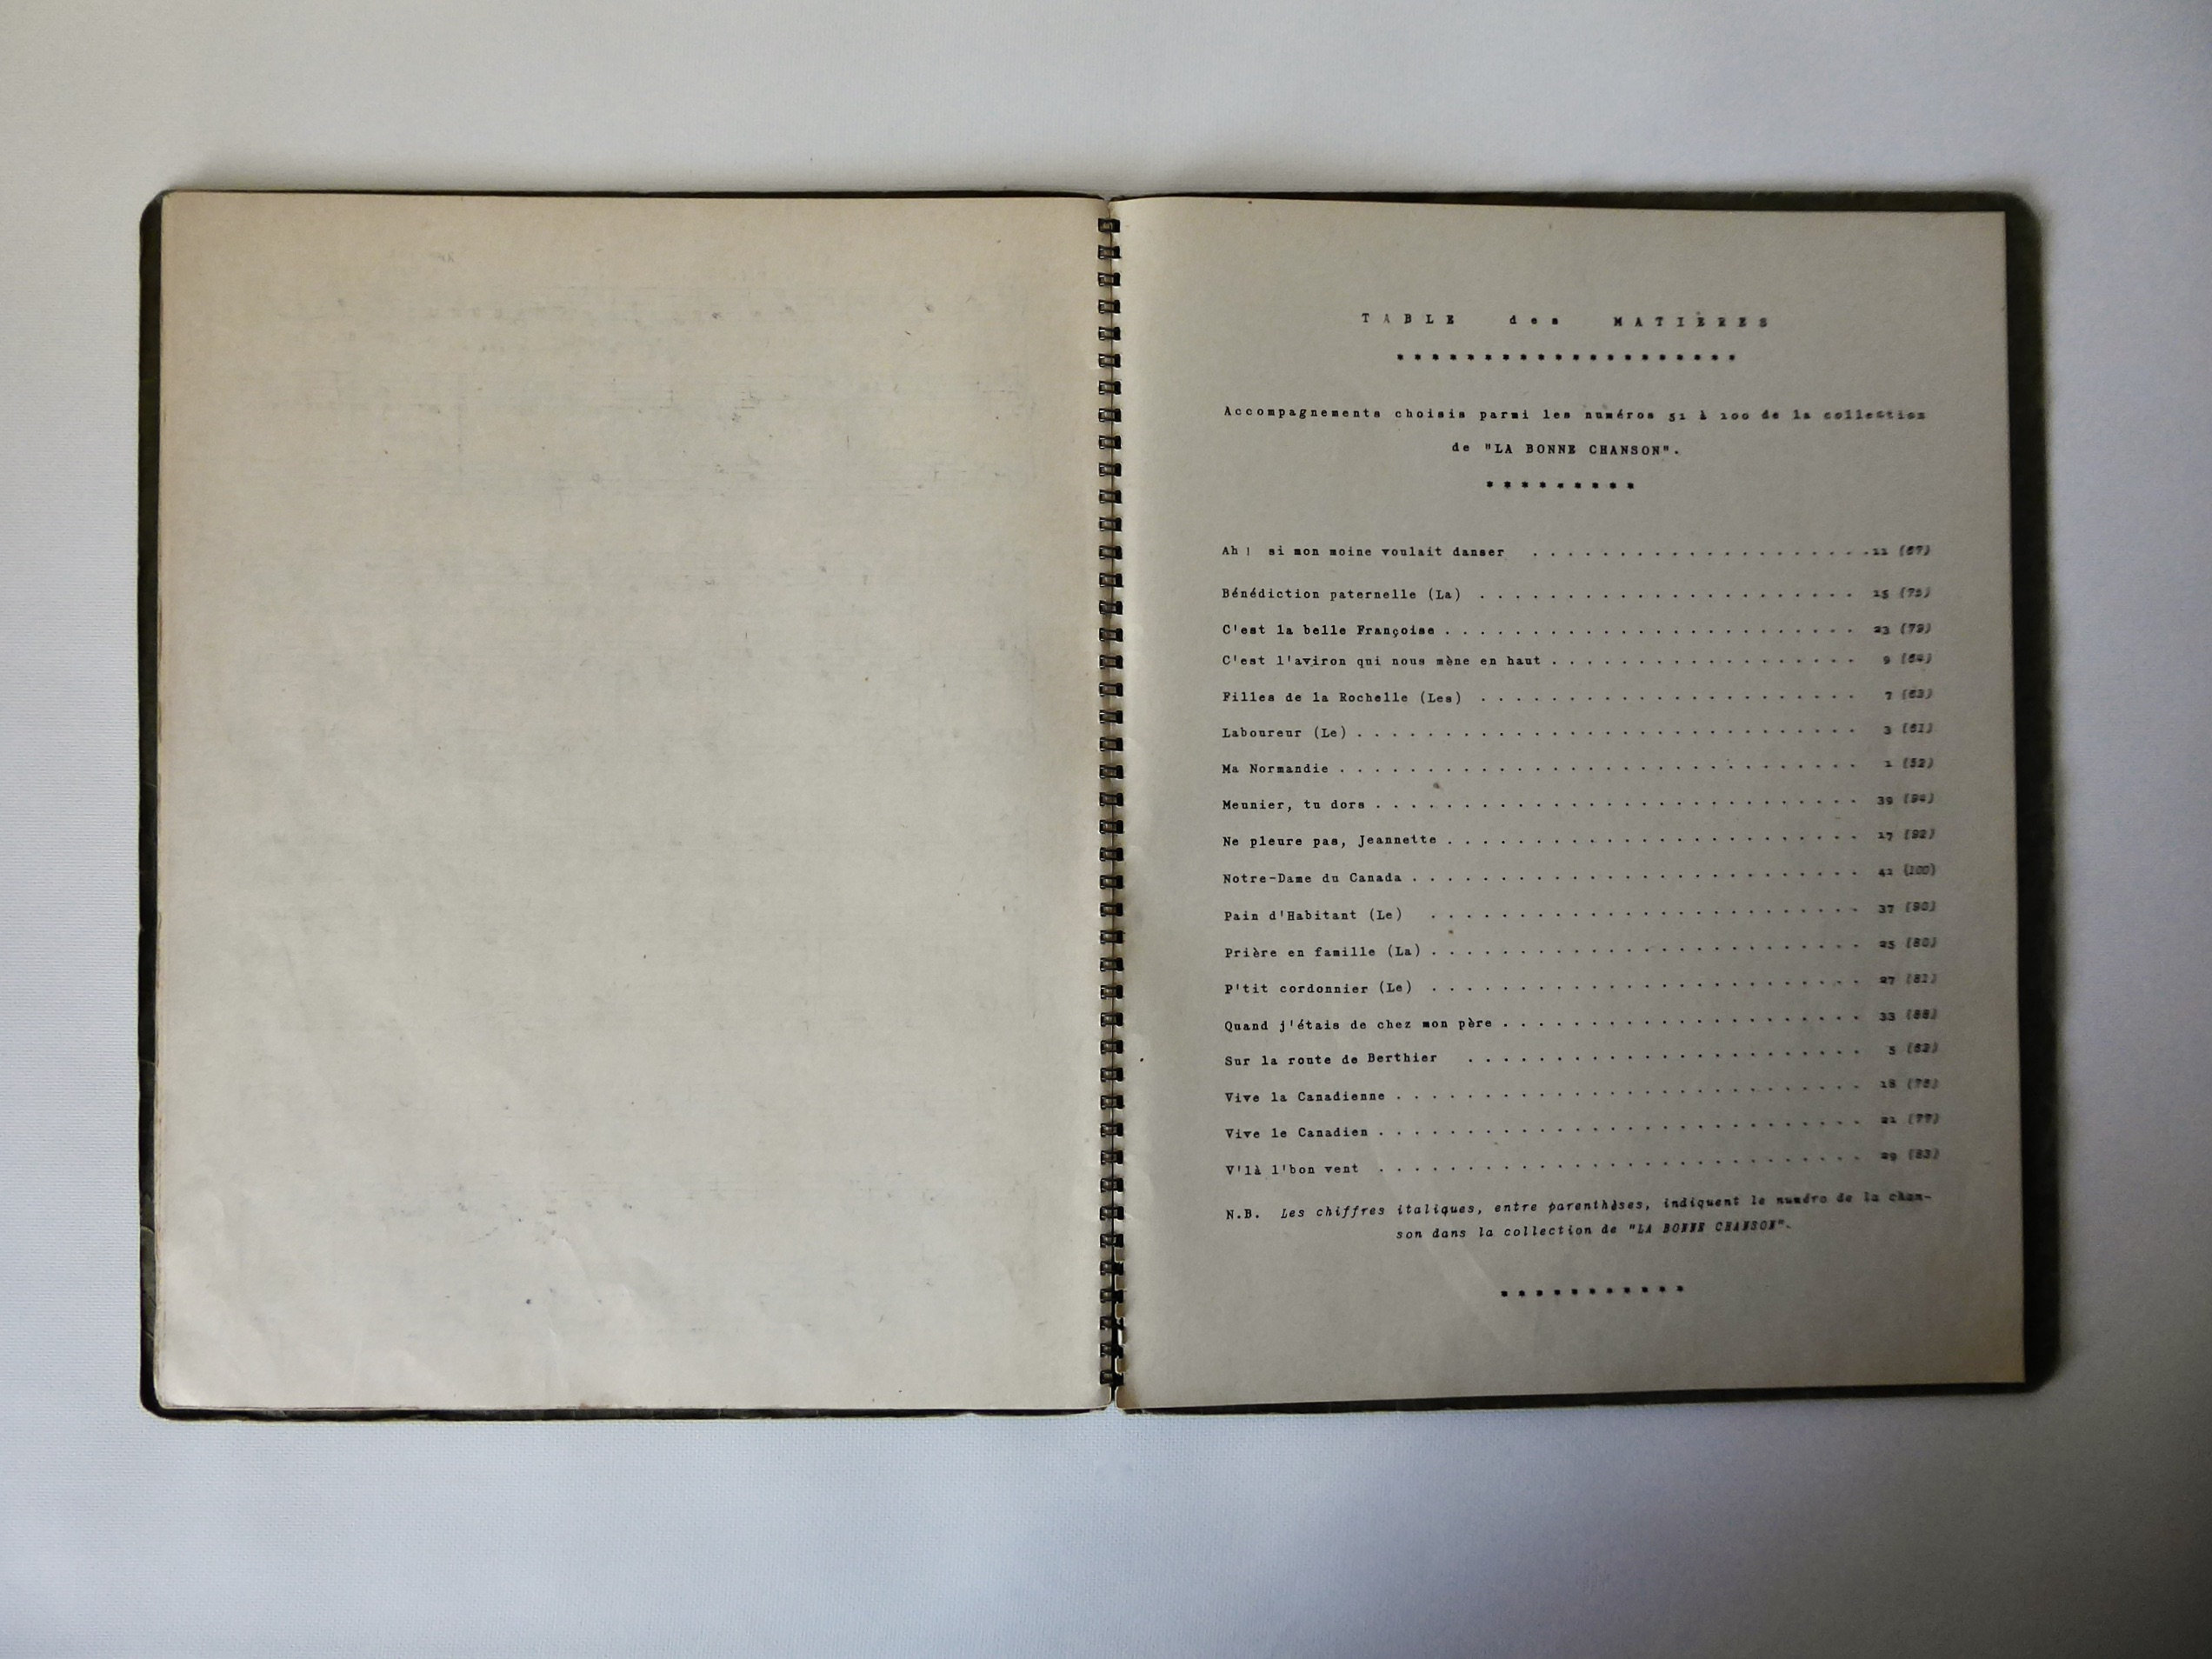 TABLE des MATIÈRES
********************
Accompagnements choisis parmi les numéros 51 à 100 de la collection
de "LA BONNE CHANSON".
*********
Ah! si mon moine voulait danser . . . . . . . . . . . . . . . . . . . . 11 (67)
Bénédiction paternelle (La) . . . . . . . . . . . . . . . . . . . . . . 15 (75)
C'est la belle Françoise . . . . . . . . . . . . . . . . . . . . . . . . 23 (79)
C'est l'aviron qui nous mène en haut . . . . . . . . . . . . . . . . . . 9 (64)
Filles de la Rochelle (Les) . . . . . . . . . . . . . . . . . . . . . . 7 (63)
Laboureur (Le) . . . . . . . . . . . . . . . . . . . . . . . . . . . . . 3 (61)
Ma Normandie . . . . . . . . . . . . . . . . . . . . . . . . . . . . . . 1 (52)
Meunier, tu dors . . . . . . . . . . . . . . . . . . . . . . . . . . . . 39 (94)
Ne pleure pas, Jeannette . . . . . . . . . . . . . . . . . . . . . . . . 17 (92)
Notre-Dame du Canada . . . . . . . . . . . . . . . . . . . . . . . . . . 41 (100)
Pain d'Habitant (Le) . . . . . . . . . . . . . . . . . . . . . . . . . 37 (90)
Prière en famille (La) . . . . . . . . . . . . . . . . . . . . . . . . . 25 (80)
P'tit cordonnier (Le) . . . . . . . . . . . . . . . . . . . . . . . . . 27 (81)
Quand j'étais de chez mon père . . . . . . . . . . . . . . . . . . . . . 33 (88)
Sur la route de Berthier . . . . . . . . . . . . . . . . . . . . . . . 5 (62)
Vive la Canadienne . . . . . . . . . . . . . . . . . . . . . . . . . . . 18 (76)
Vive le Canadien . . . . . . . . . . . . . . . . . . . . . . . . . . . . 21 (77)
V'là l'bon vent . . . . . . . . . . . . . . . . . . . . . . . . . . . . 29 (83)
N.B. Les chiffres italiques, entre parenthèses, indiquent le numéro de la chan-
son dans la collection de "LA BONNE CHANSON".
***********